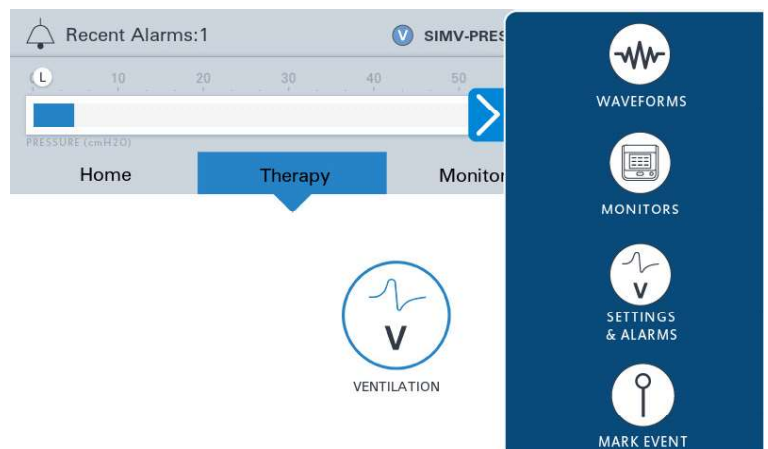 Recent Alarms:1
V SIMV-PRES
L 10 20 30 40 50
PRESSURE (cmH2O)
Home Therapy Monitor
V
VENTILATION
WAVEFORMS
MONITORS
V
SETTINGS
& ALARMS
MARK EVENT